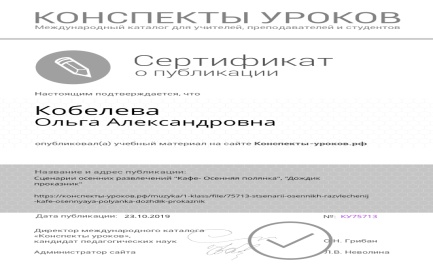 КОНСПЕКТЫ УРОКОВ
Международный каталог для учителей, преподавателей и студентов
Сертификат
о публикации
Настоящим подтверждается, что
Кобелева
Ольга Александровна
опубликовал(а) учебный материал на сайте Конспекты-уроков.рф
Название и адрес публикации:
Сценарии осенних развлечений "Кафе- Осенняя полянка", "Дождик
проказник"
https://конспекты-уроков.рф/muzyka/1-klass/file/75713-stsenarii-osennikh-razvlechenij
-kafe-osennyaya-polyanka-dozhdik-prokaznik
Дата публикации: 23.10.2019
№: КУ75713
Директор международного каталога
«Конспекты уроков»,
кандидат педагогических наук
О.Н. Грибан
Администратор сайта
Л.В. Неволина